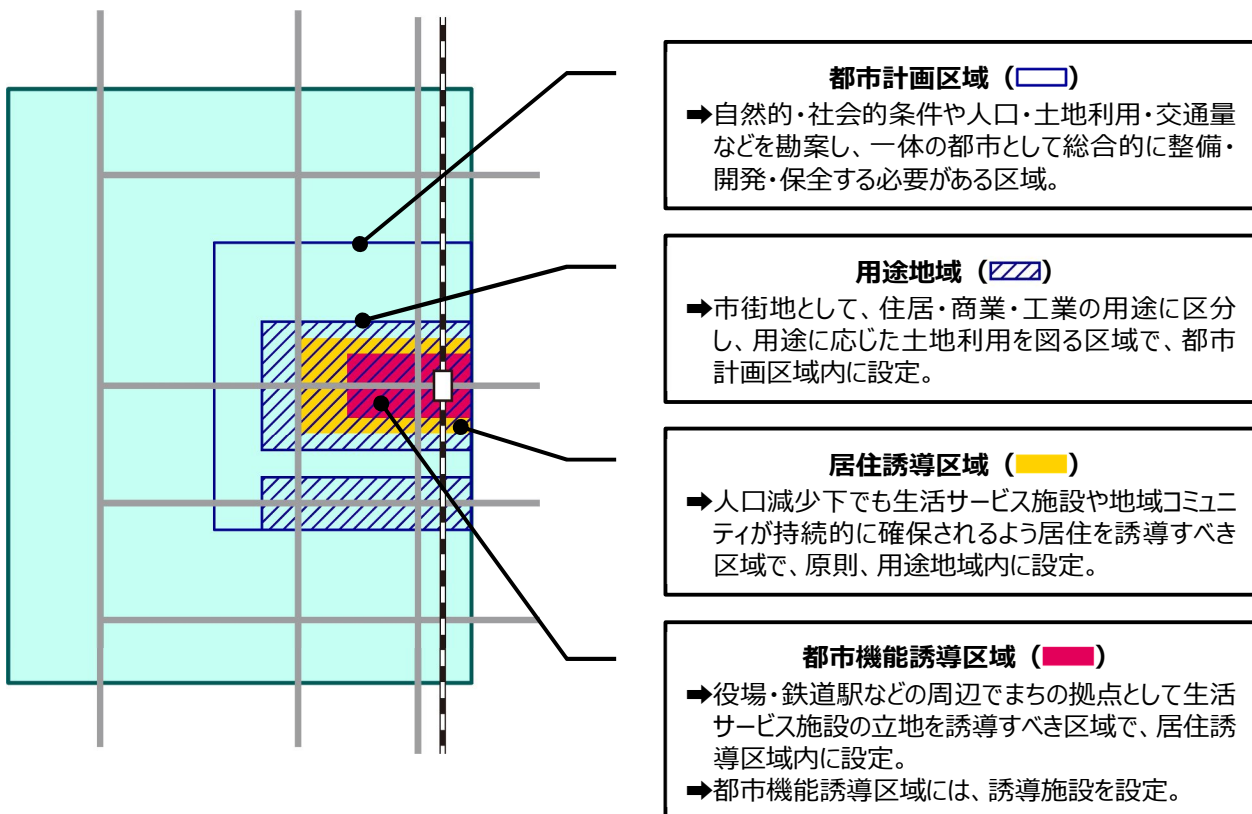 都市計画区域（）
➡自然的・社会的条件や人口・土地利用・交通量
などを勘案し、一体の都市として総合的に整備・
開発・保全する必要がある区域。
用途地域（）
➡市街地として、住居・商業・工業の用途に区分
し、用途に応じた土地利用を図る区域で、都市
計画区域内に設定。
居住誘導区域（）
➡人口減少下でも生活サービス施設や地域コミュニ
ティが持続的に確保されるよう居住を誘導すべき
区域で、原則、用途地域内に設定。
都市機能誘導区域（）
➡役場・鉄道駅などの周辺でまちの拠点として生活
サービス施設の立地を誘導すべき区域で、居住誘
導区域内に設定。
➡都市機能誘導区域には、誘導施設を設定。